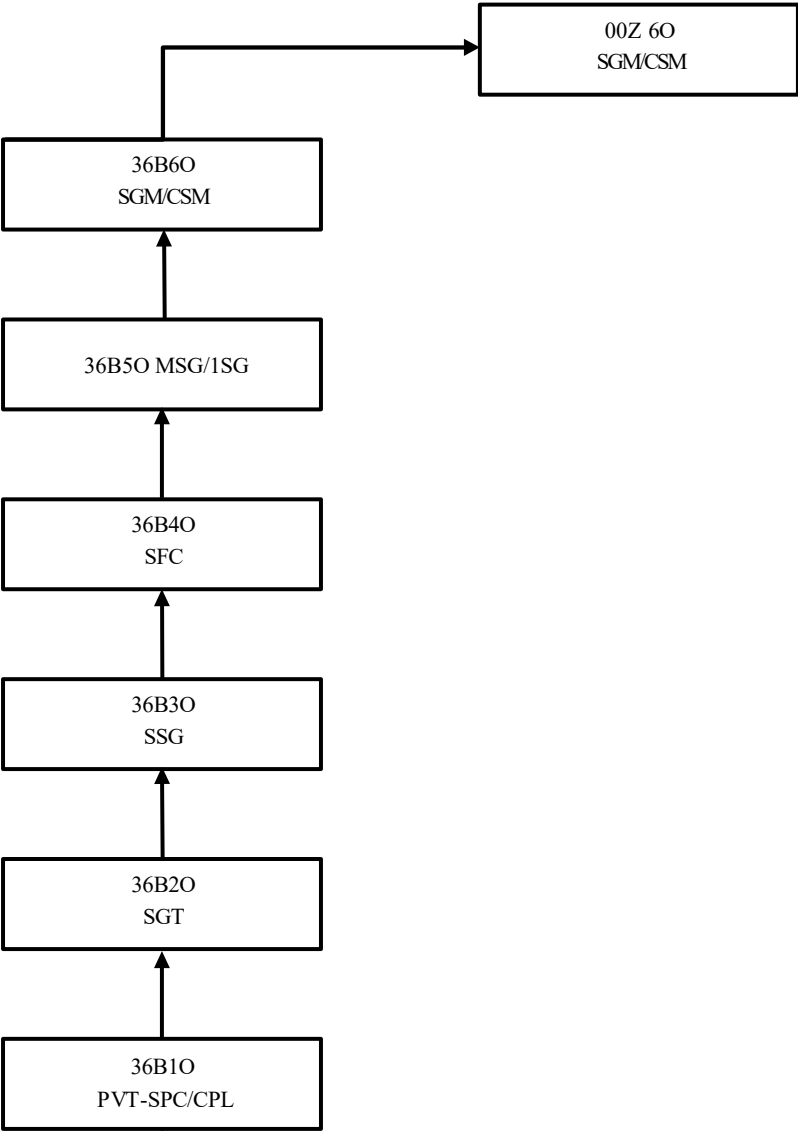 00Z 6O
SGM/CSM
36B6O
SGM/CSM
36B5O MSG/1SG
36B4O
SFC
36B3O
SSG
36B2O
SGT
36B1O
PVT-SPC/CPL